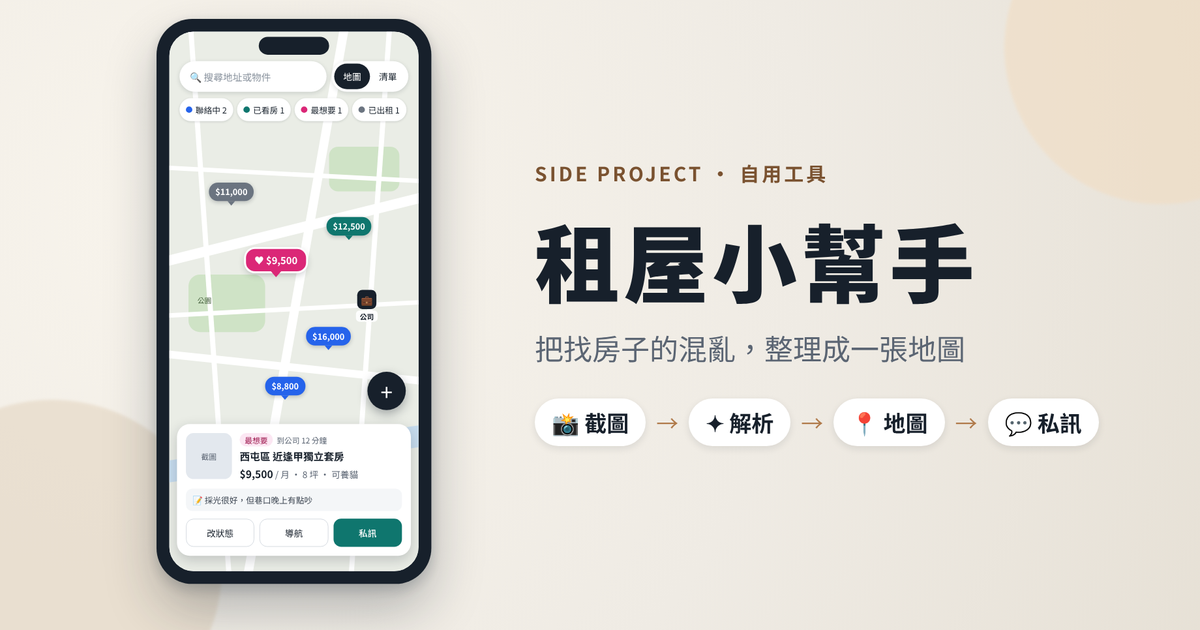 🔍 搜尋地址或物件
地圖 清單
聯絡中 2 已看房 1 最想要 1 已出租 1
$11,000
$12,500
♥ $9,500
公園
公司
$16,000
$8,800
+
截圖
最想要 到公司 12 分鐘
西屯區 近逢甲獨立套房
$9,500 / 月 · 8 坪 · 可養貓
📝 採光很好，但巷口晚上有點吵
改狀態 導航 私訊
SIDE PROJECT · 自用工具
租屋小幫手
把找房子的混亂，整理成一張地圖
📸 截圖 → ✦ 解析 → 📍 地圖 → 💬 私訊